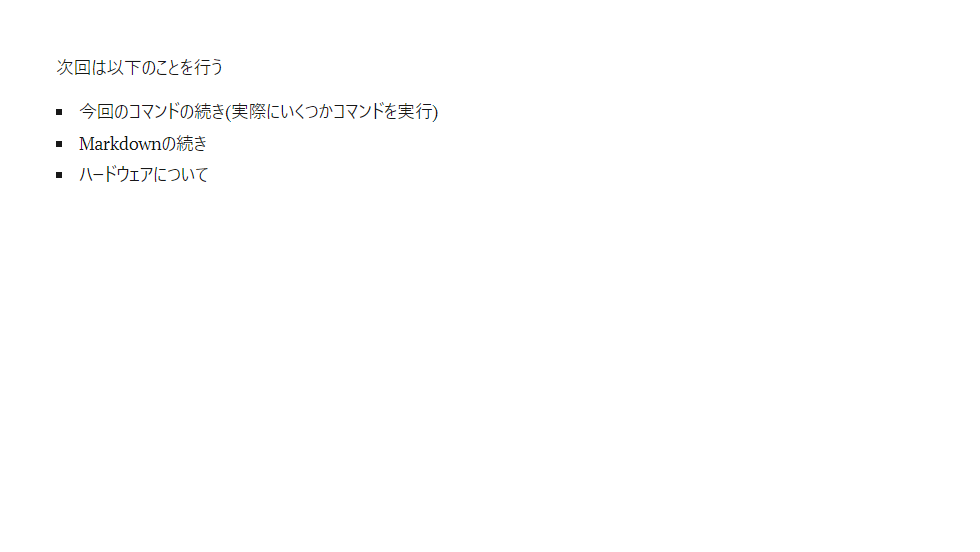 次回は以下のことを行う
今回のコマンドの続き(実際にいくつかコマンドを実行)
Markdownの続き
ハードウェアについて